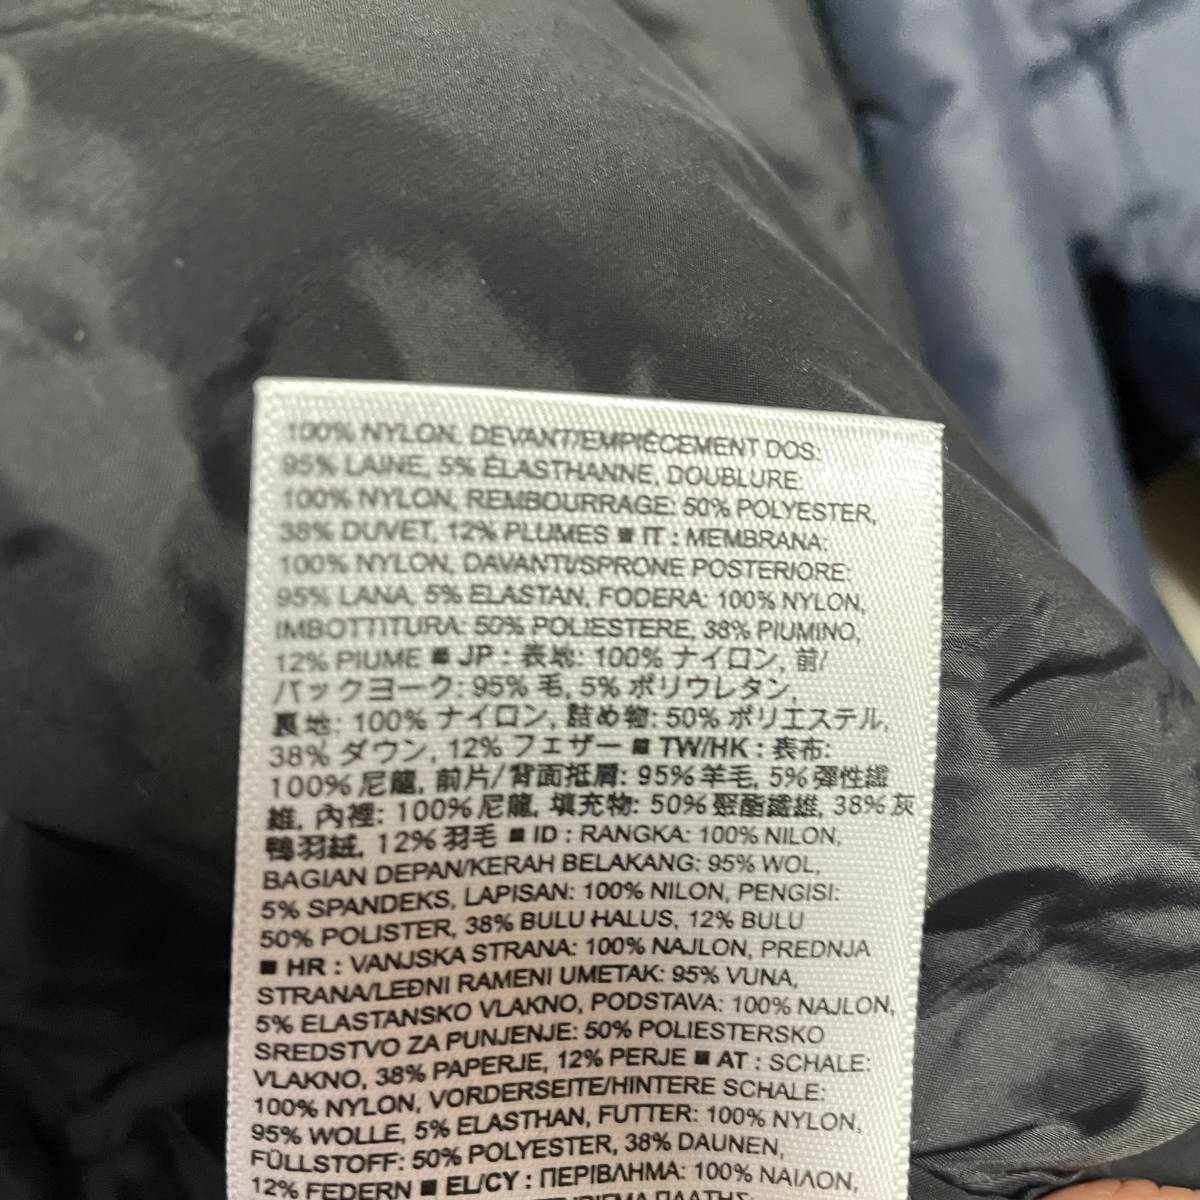 100% NYLON, DEVANT/EMPIÈCEMENT DOS:
95% LAINE, 5% ÉLASTHANNE, DOUBLURE:
100% NYLON, REMBOURRAGE: 50% POLYESTER,
38% DUVET, 12% PLUMES ■ IT : MEMBRANA:
100% NYLON, DAVANTI/SPRONE POSTERIORE:
95% LANA, 5% ELASTAN, FODERA: 100% NYLON,
IMBOTTITURA: 50% POLIESTERE, 38% PIUMINO,
12% PIUME ■ JP : 表地: 100% ナイロン, 前/
バックヨーク: 95% 毛, 5% ポリウレタン,
裏地: 100% ナイロン, 詰め物: 50% ポリエステル,
38% ダウン, 12% フェザー ■ TW/HK : 表布:
100% 尼龍, 前片/背面抵肩: 95% 羊毛, 5% 彈性纖
維, 內裡: 100% 尼龍, 填充物: 50% 聚酯纖維, 38% 灰
鴨羽絨, 12% 羽毛 ■ ID : RANGKA: 100% NILON,
BAGIAN DEPAN/KERAH BELAKANG: 95% WOL,
5% SPANDEKS, LAPISAN: 100% NILON, PENGISI:
50% POLISTER, 38% BULU HALUS, 12% BULU
■ HR : VANJSKA STRANA: 100% NAJLON, PREDNJA
STRANA/LEĐNI RAMENI UMETAK: 95% VUNA,
5% ELASTANSKO VLAKNO, PODSTAVA: 100% NAJLON,
SREDSTVO ZA PUNJENJE: 50% POLIESTERSKO
VLAKNO, 38% PAPERJE, 12% PERJE ■ AT : SCHALE:
100% NYLON, VORDERSEITE/HINTERE SCHALE:
95% WOLLE, 5% ELASTHAN, FUTTER: 100% NYLON,
FÜLLSTOFF: 50% POLYESTER, 38% DAUNEN,
12% FEDERN ■ EL/CY : ΠΕΡΙΒΛΗΜΑ: 100% ΝΑΙΛΟΝ,
ΠΛΑΤΗΣ: